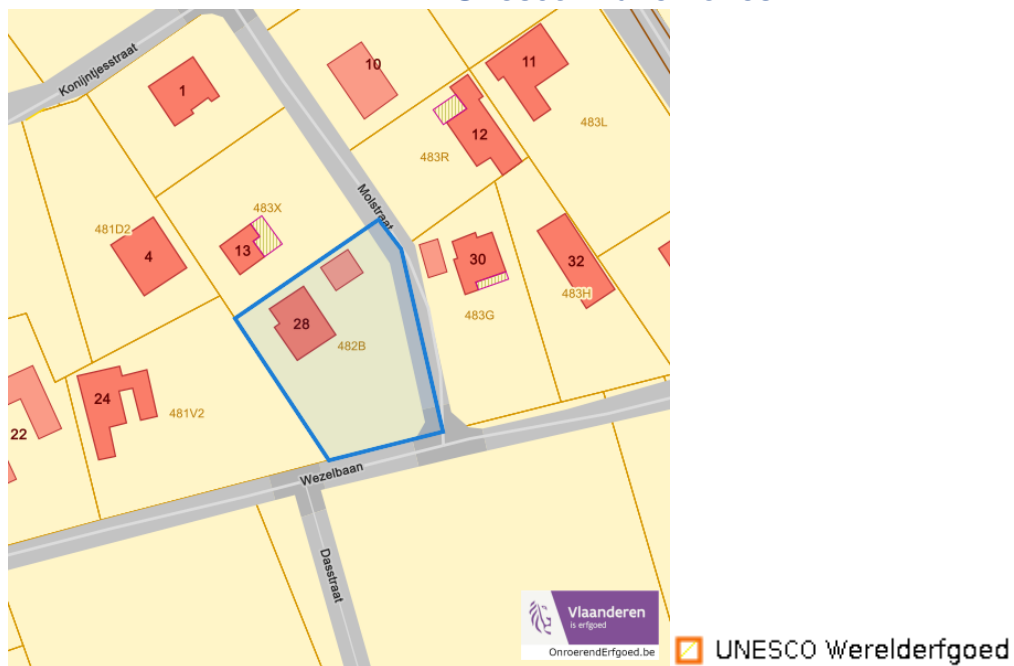 Konijntjesstraat
1
10
11
12
483L
483R
Molstraat
483X
481D2
4
13
30
32
483H
483G
28
482B
24
481V2
22
Wezelbaan
Dasstraat
Vlaanderen
is erfgoed
OnroerendErfgoed.be
UNESCO Werelderfgoed